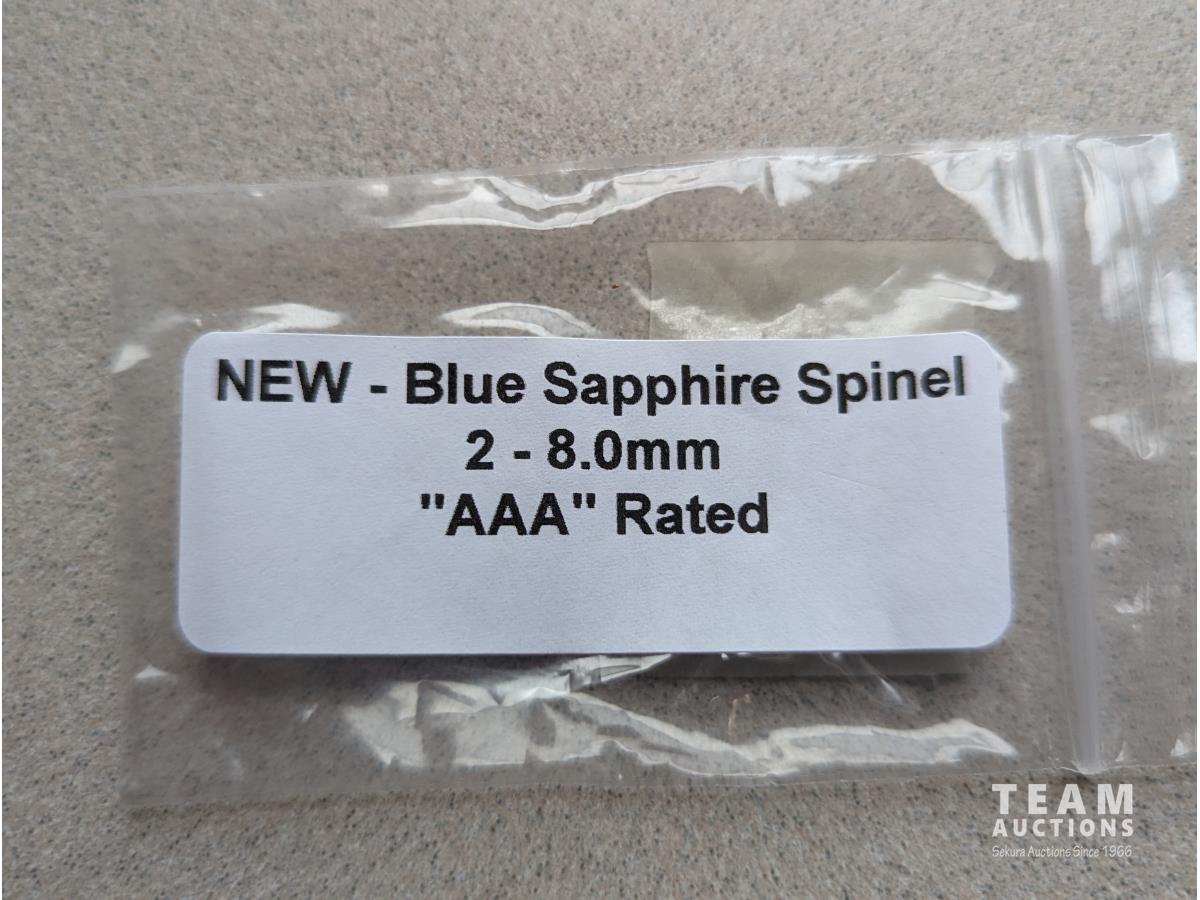 NEW - Blue Sapphire Spinel
2 - 8.0mm
"AAA" Rated
TEAM
AUCTIONS
Sekura Auctions Since 1966